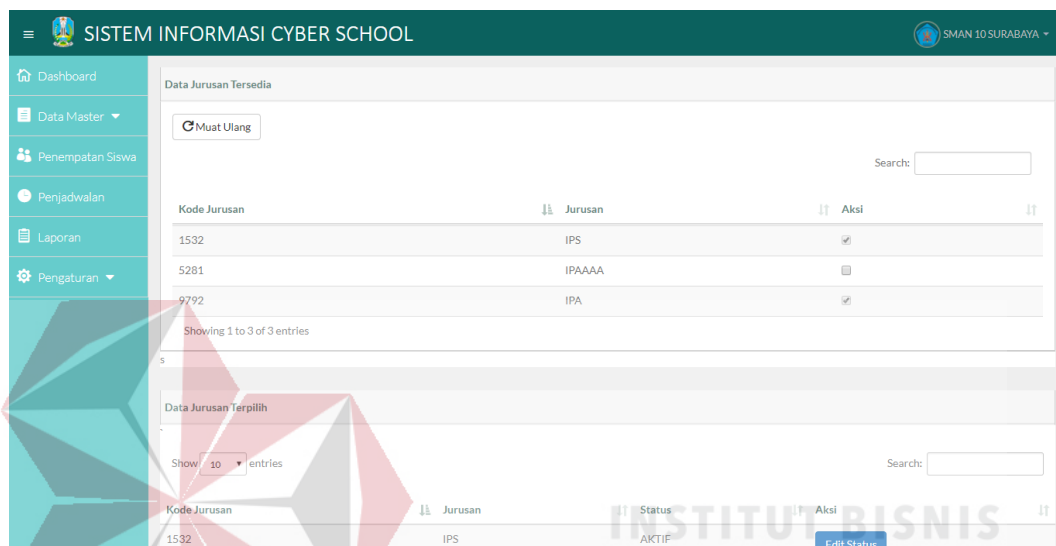 SISTEM INFORMASI CYBER SCHOOL
SMAN 10 SURABAYA
Dashboard
Data Master
Penempatan Siswa
Penjadwalan
Laporan
Pengaturan
Data Jurusan Tersedia
Muat Ulang
Search:
Kode Jurusan Jurusan Aksi
1532 IPS
5281 IPAAAA
9792 IPA
Showing 1 to 3 of 3 entries
s
Data Jurusan Terpilih
Show 10 entries Search:
Kode Jurusan Jurusan Status Aksi
1532 IPS AKTIF Edit Status
INSTITUT BISNIS